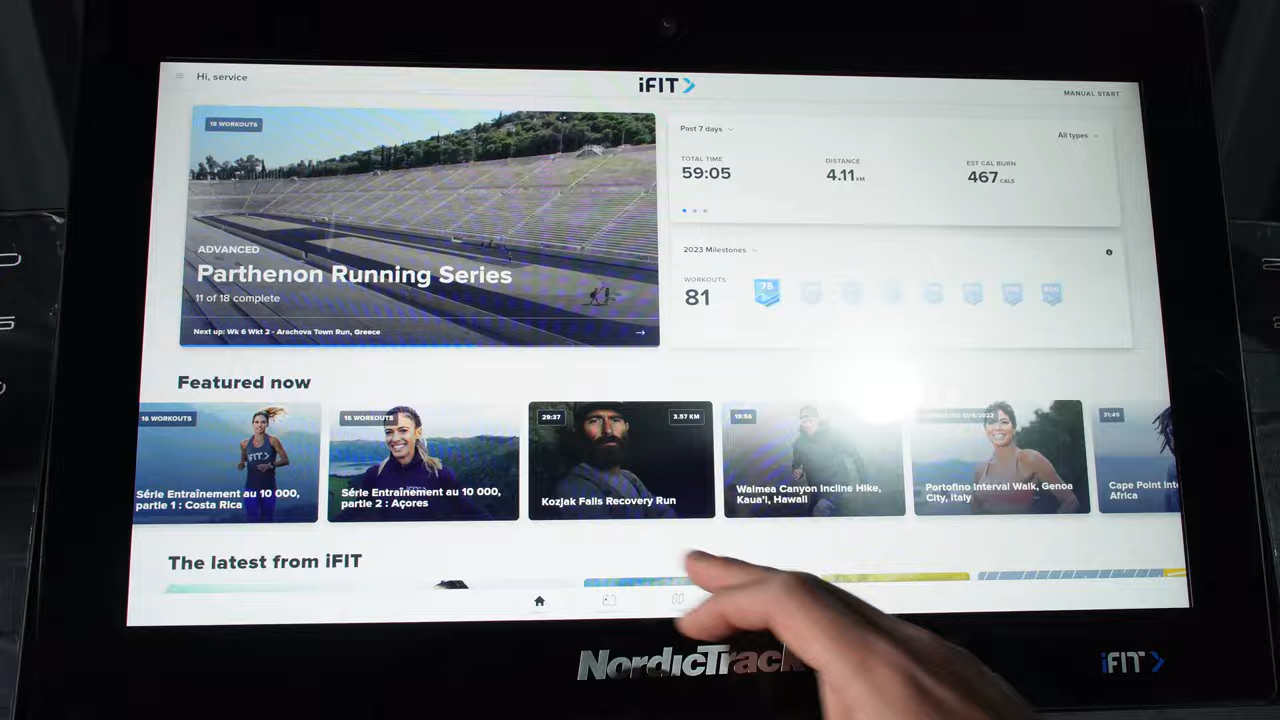 Hi, service
iFIT
MANUAL START
18 WORKOUTS
ADVANCED
Parthenon Running Series
11 of 18 complete
Next up: Wk 6 Wkt 2 - Arachova Town Run, Greece
Past 7 days
All types
TOTAL TIME
59:05
DISTANCE
4.11 KM
EST CAL BURN
467 CALS
2023 Milestones
WORKOUTS
81
75
Featured now
16 WORKOUTS
Série Entraînement au 10 000,
partie 1 : Costa Rica
16 WORKOUTS
Série Entraînement au 10 000,
partie 2 : Açores
29:37
3.57 KM
Kozjak Falls Recovery Run
Waimea Canyon Incline Hike,
Kaua'i, Hawaii
Portofino Interval Walk, Genoa
City, Italy
31:49
Cape Point
Africa
The latest from iFIT
NordicTrack
iFIT